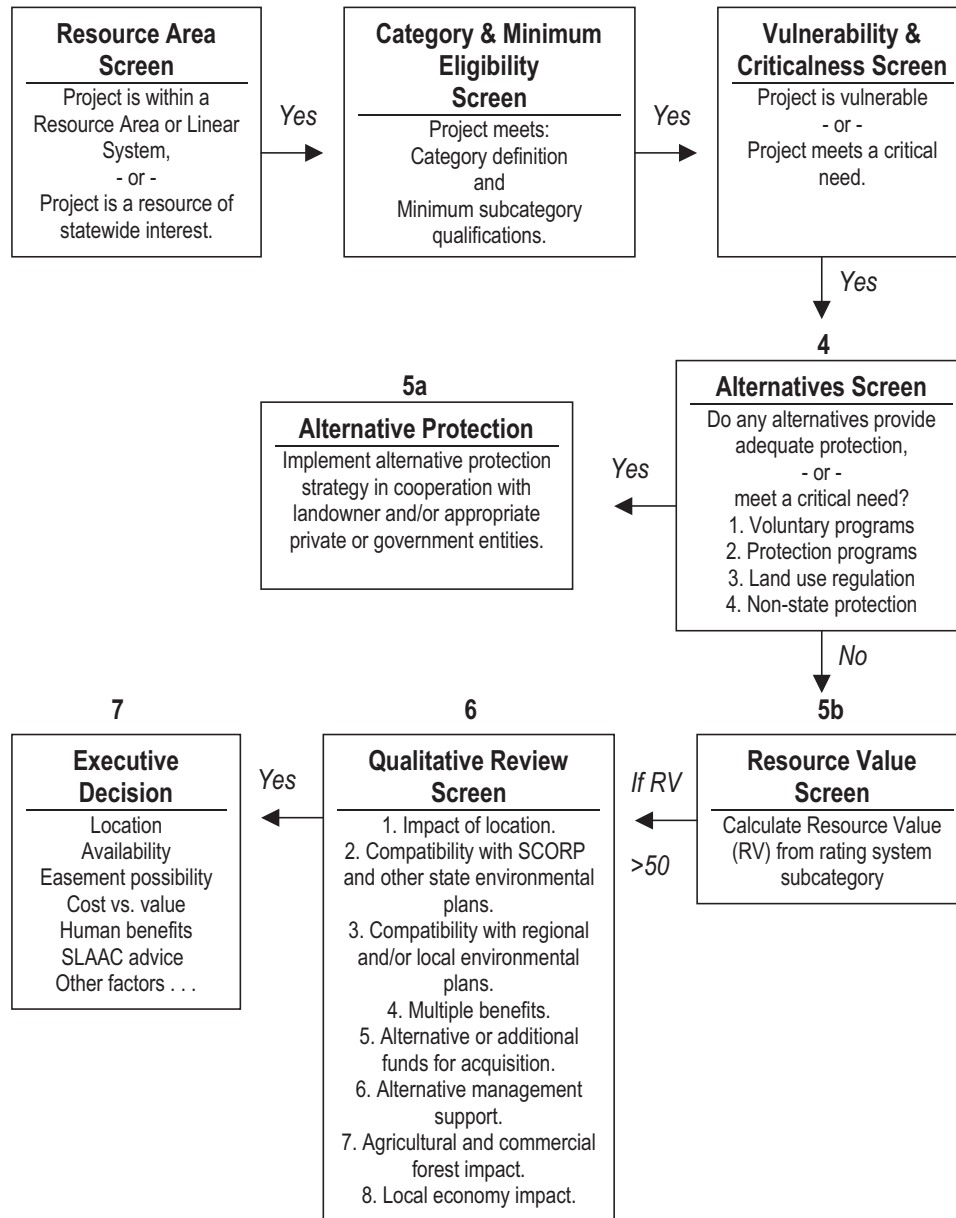 Resource Area
Screen
Project is within a
Resource Area or Linear
System,
- or -
Project is a resource of
statewide interest.
Yes
Category & Minimum
Eligibility
Screen
Project meets:
Category definition
and
Minimum subcategory
qualifications.
Yes
Vulnerability &
Criticalness Screen
Project is vulnerable
- or -
Project meets a critical
need.
Yes
4
Alternatives Screen
Do any alternatives provide
adequate protection,
- or -
meet a critical need?
1. Voluntary programs
2. Protection programs
3. Land use regulation
4. Non-state protection
Yes
5a
Alternative Protection
Implement alternative protection
strategy in cooperation with
landowner and/or appropriate
private or government entities.
No
5b
Resource Value
Screen
Calculate Resource Value
(RV) from rating system
subcategory
If RV
>50
6
Qualitative Review
Screen
1. Impact of location.
2. Compatibility with SCORP
and other state environmental
plans.
3. Compatibility with regional
and/or local environmental
plans.
4. Multiple benefits.
5. Alternative or additional
funds for acquisition.
6. Alternative management
support.
7. Agricultural and commercial
forest impact.
8. Local economy impact.
Yes
7
Executive
Decision
Location
Availability
Easement possibility
Cost vs. value
Human benefits
SLAAC advice
Other factors . . .